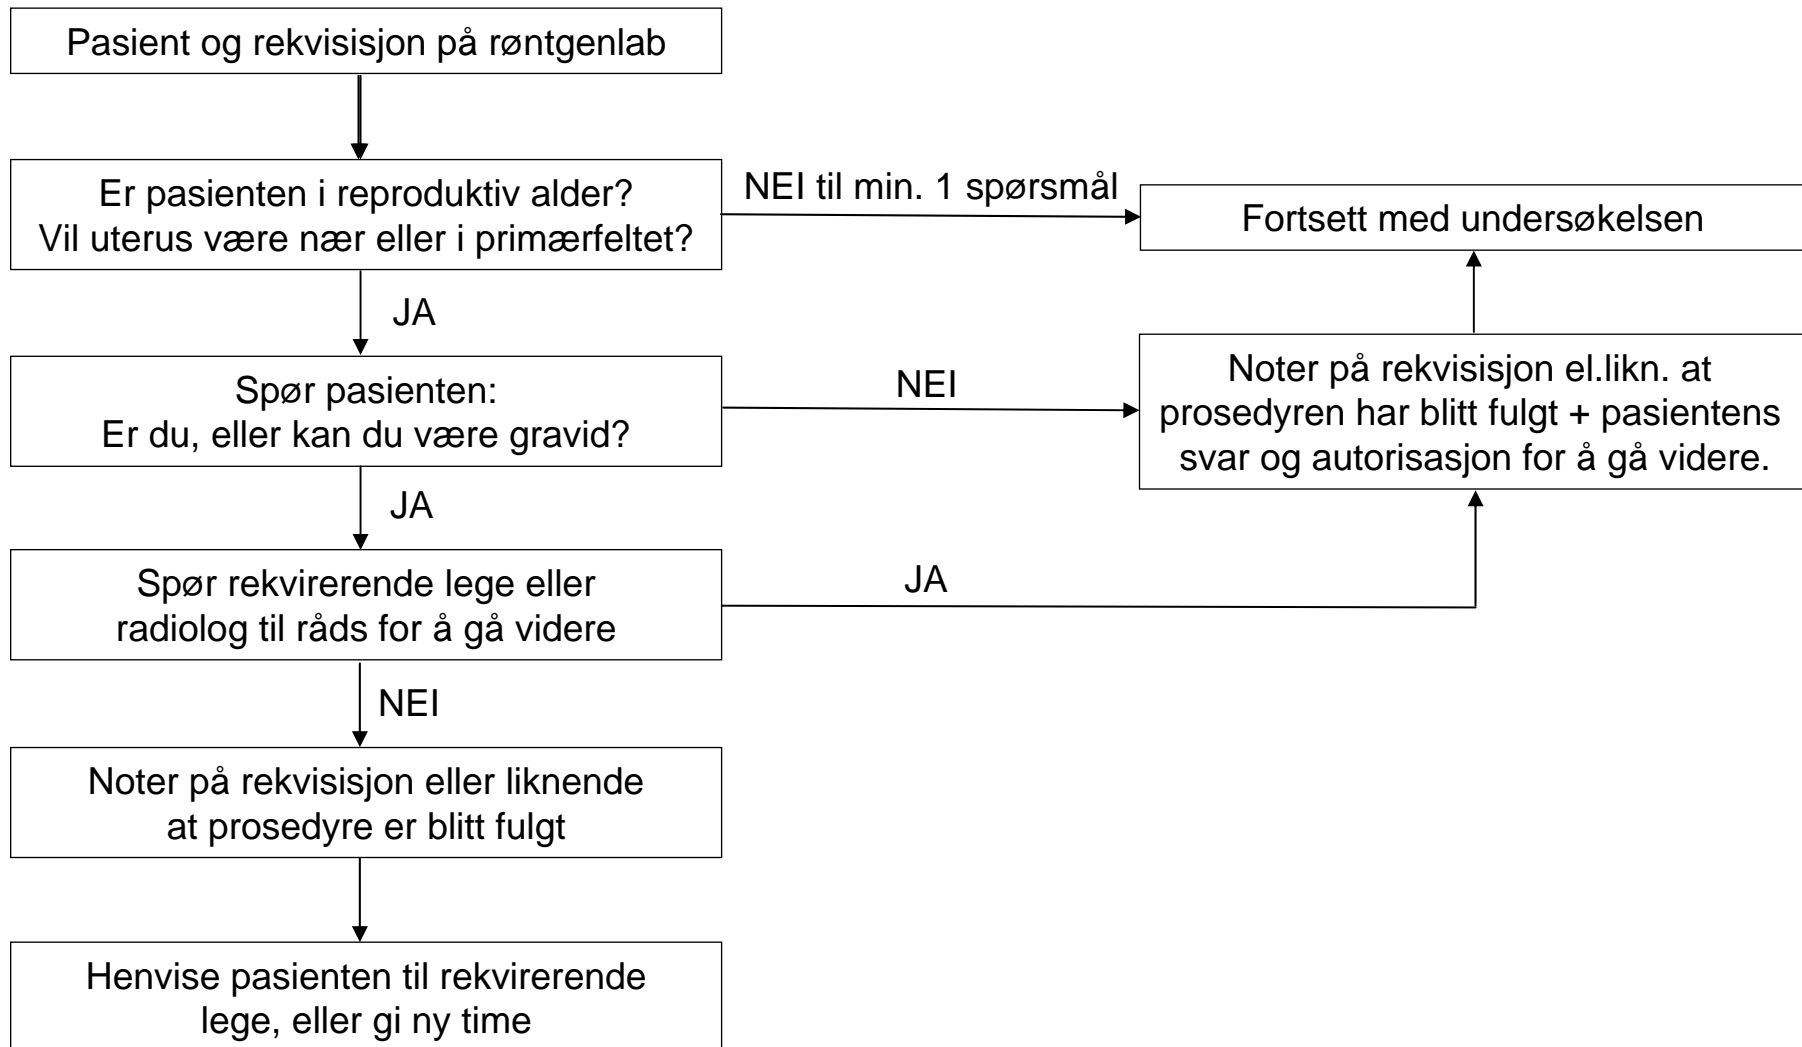 Pasient og rekvisisjon på røntgenlab
Er pasienten i reproduktiv alder?
Vil uterus være nær eller i primærfeltet?
NEI til min. 1 spørsmål
Fortsett med undersøkelsen
JA
Spør pasienten:
Er du, eller kan du være gravid?
NEI
Noter på rekvisisjon el.likn. at
prosedyren har blitt fulgt + pasientens
svar og autorisasjon for å gå videre.
JA
Spør rekvirerende lege eller
radiolog til råds for å gå videre
JA
NEI
Noter på rekvisisjon eller liknende
at prosedyre er blitt fulgt
Henvise pasienten til rekvirerende
lege, eller gi ny time